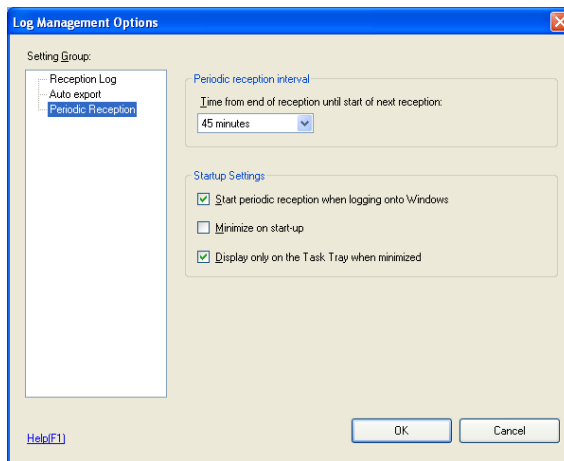 Log Management Options
Setting Group:
Reception Log
Auto export
Periodic Reception
Periodic reception interval
Time from end of reception until start of next reception:
45 minutes
Startup Settings
Start periodic reception when logging onto Windows
Minimize on start-up
Display only on the Task Tray when minimized
Help(F1)
OK
Cancel